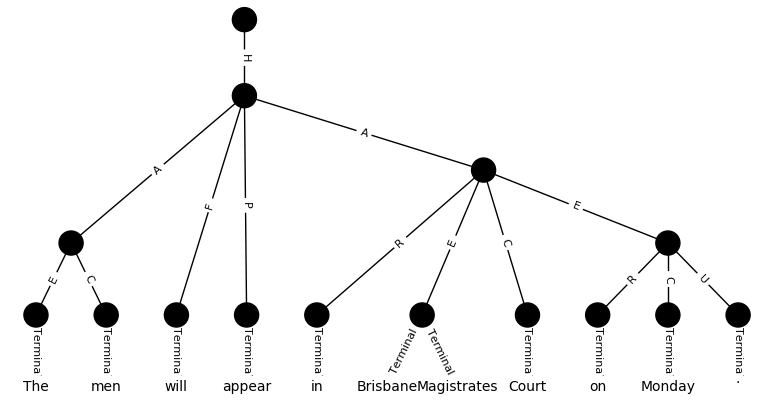 H
A
A
F
P
E
R
E
C
E
C
R
C
U
Termina Termina Termina Termina Termina Terminal Terminal Termina Termina Termina Termina
The men will appear in Brisbane Magistrates Court on Monday .